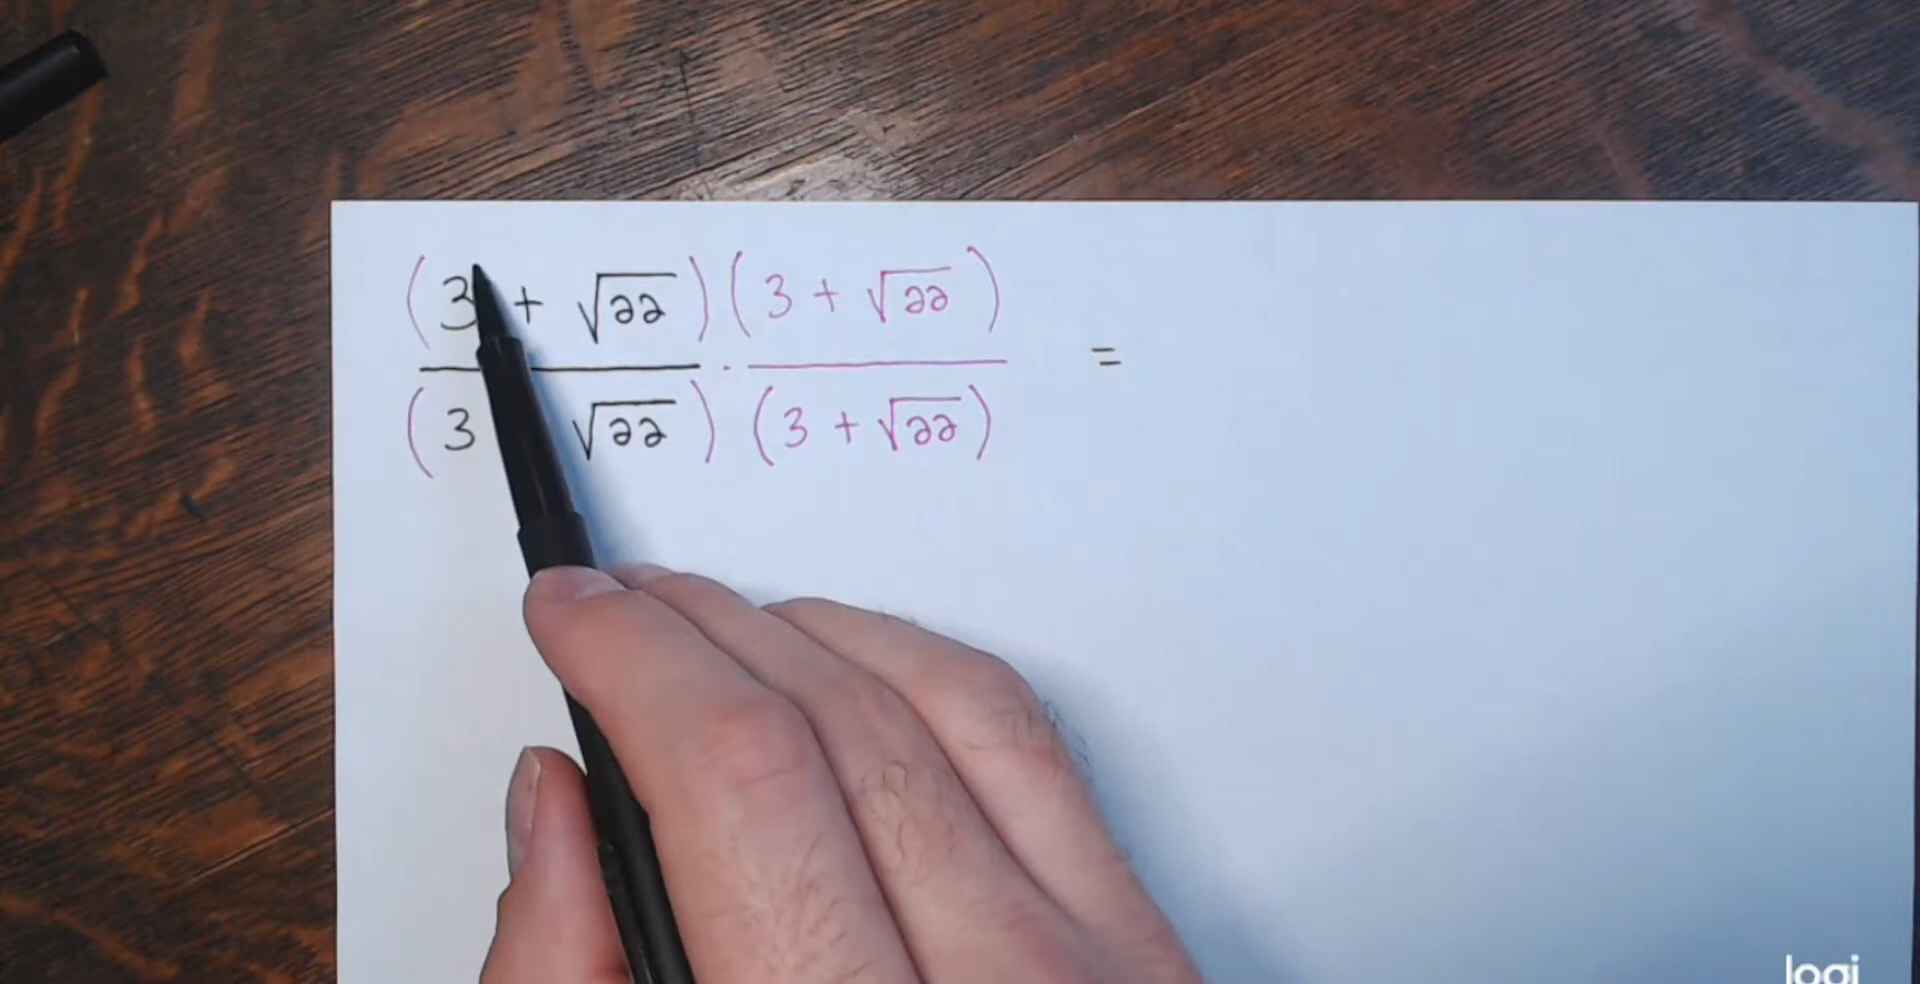 (3 + √22)(3 + √22)
· =
(3 √22) (3 + √22)
logi